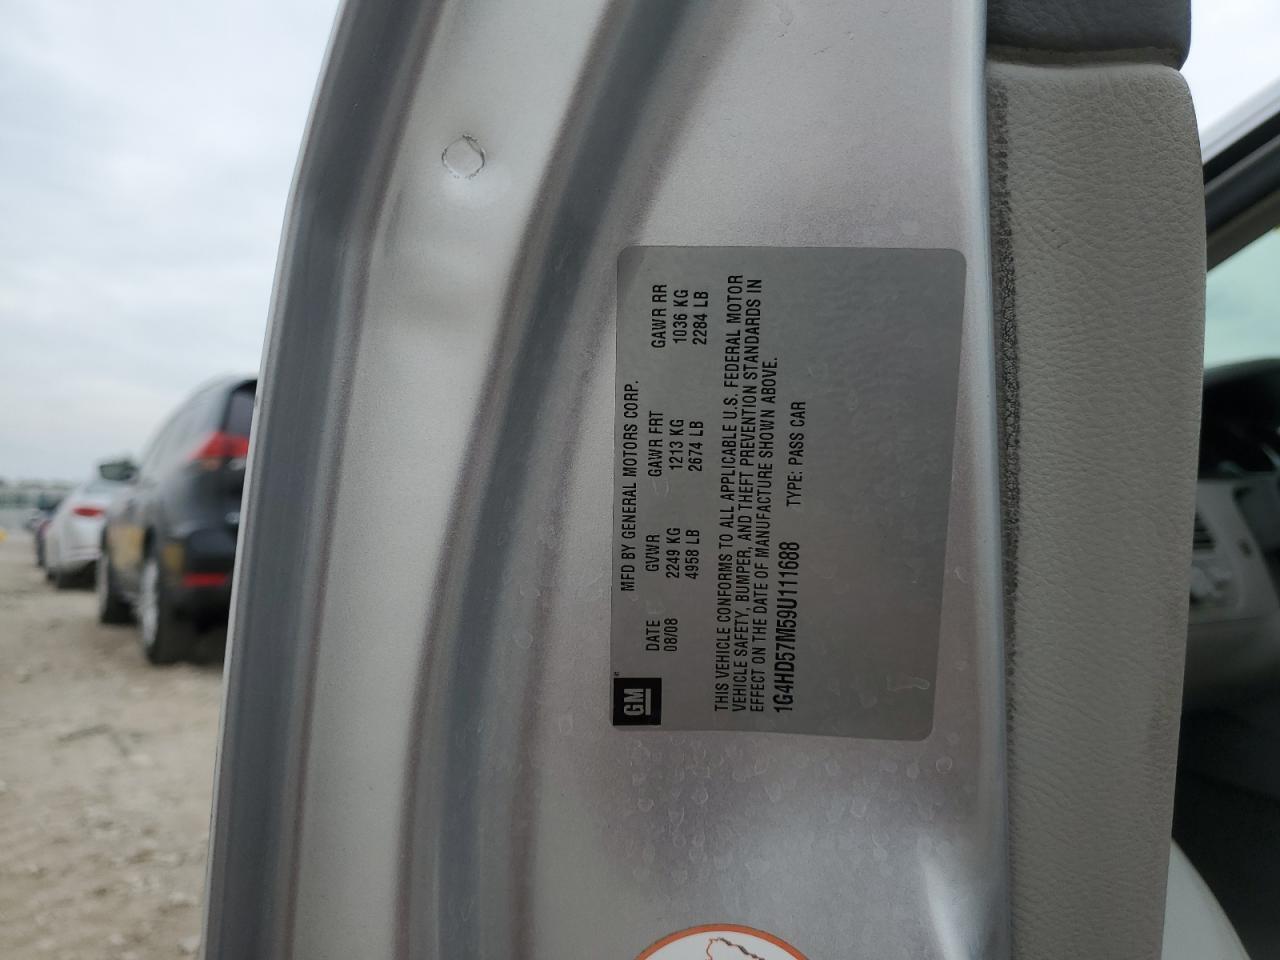 GM
MFD BY GENERAL MOTORS CORP.
DATE GVWR GAWR FRT GAWR RR
08/08 2249 KG 1213 KG 1036 KG
4958 LB 2674 LB 2284 LB
THIS VEHICLE CONFORMS TO ALL APPLICABLE U.S. FEDERAL MOTOR
VEHICLE SAFETY, BUMPER, AND THEFT PREVENTION STANDARDS IN
EFFECT ON THE DATE OF MANUFACTURE SHOWN ABOVE.
1G4HD57M59U111688 TYPE: PASS CAR